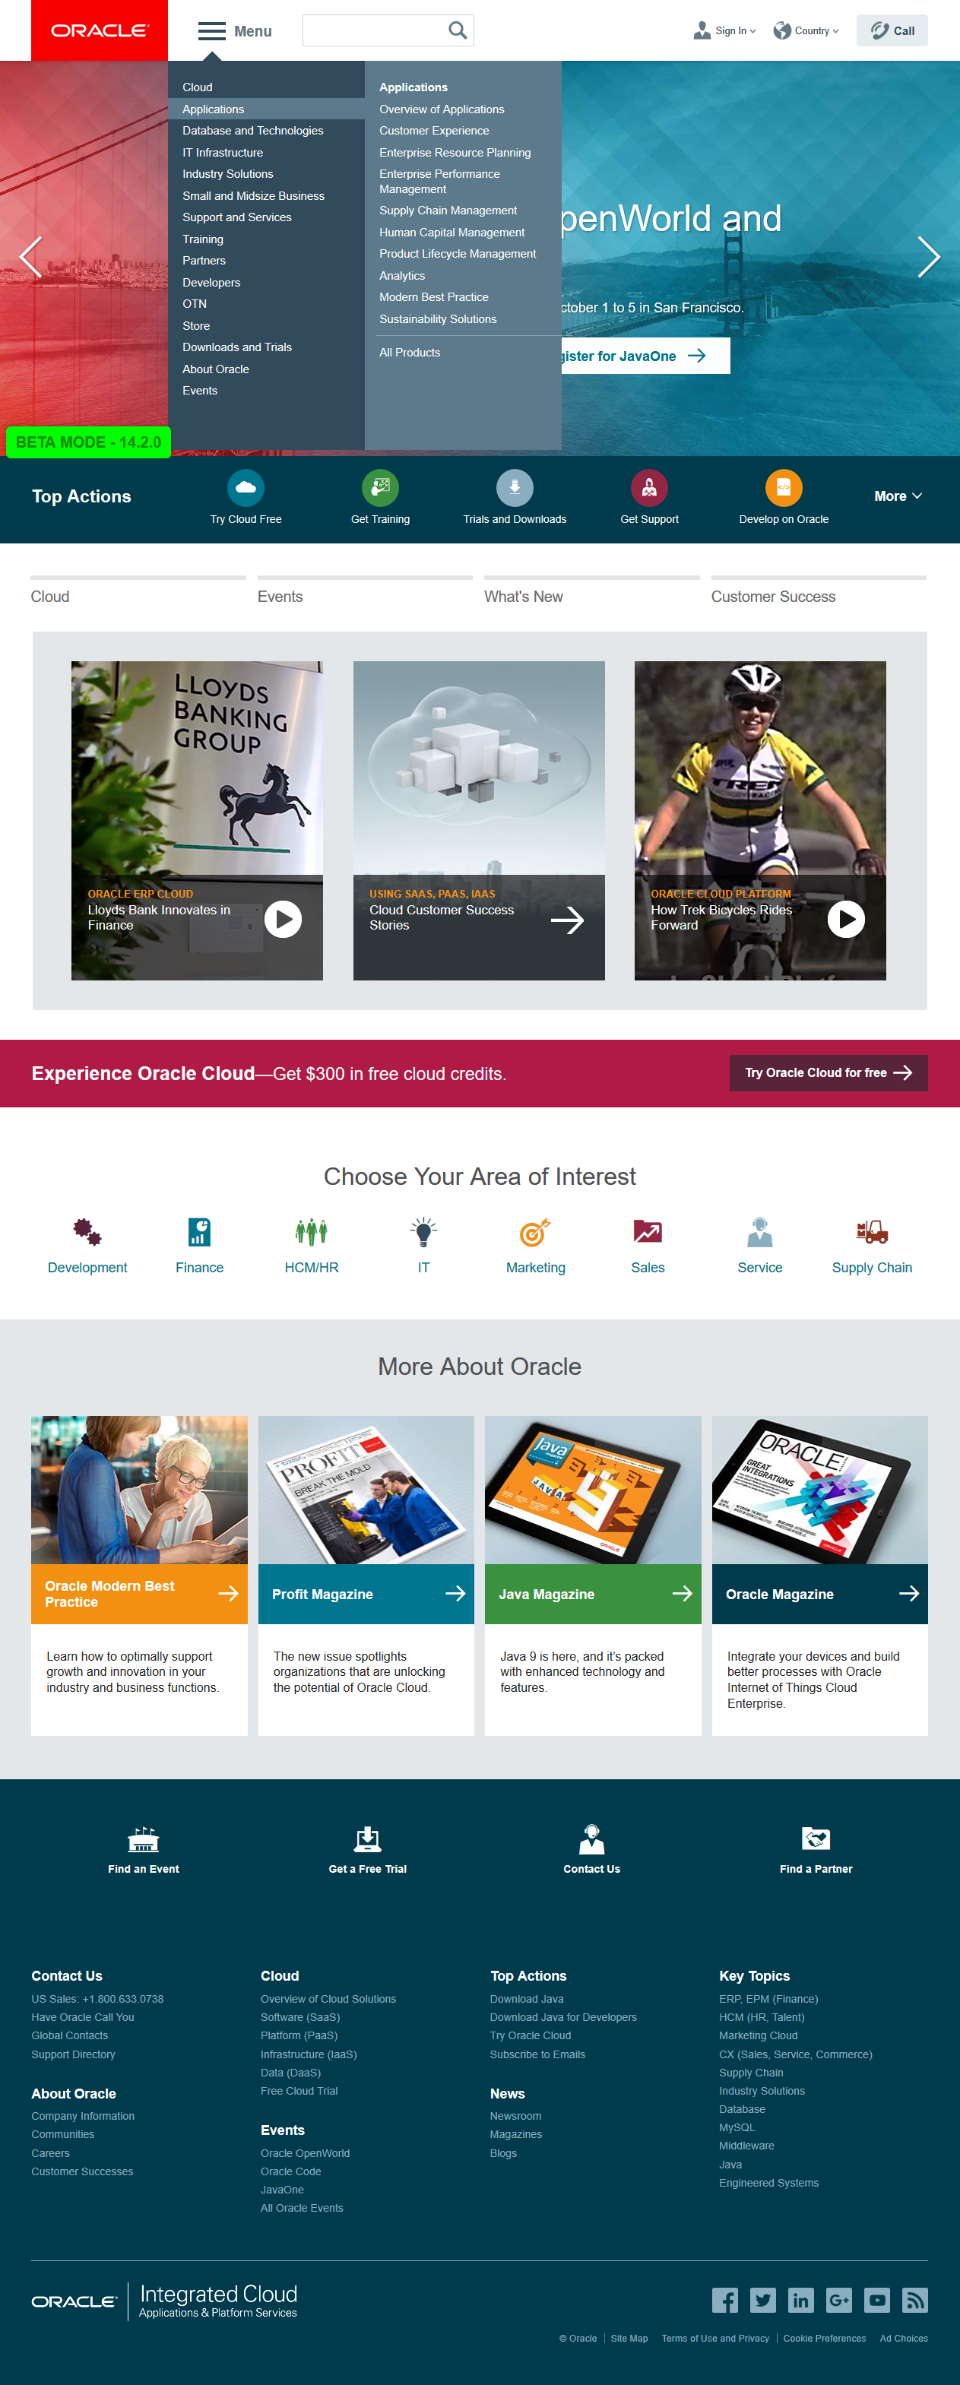 ORACLE
Menu
Sign In
Country
Call
Cloud
Applications
Database and Technologies
IT Infrastructure
Industry Solutions
Small and Midsize Business
Support and Services
Training
Partners
Developers
OTN
Store
Downloads and Trials
About Oracle
Events
Applications
Overview of Applications
Customer Experience
Enterprise Resource Planning
Enterprise Performance
Management
Supply Chain Management
Human Capital Management
Product Lifecycle Management
Analytics
Modern Best Practice
Sustainability Solutions
All Products
penWorld and
ctober 1 to 5 in San Francisco.
gister for JavaOne
BETA MODE - 14.2.0
Top Actions
Try Cloud Free
Get Training
Trials and Downloads
Get Support
Develop on Oracle
More
Cloud
Events
What's New
Customer Success
LLOYDS
BANKING
GROUP
ORACLE ERP CLOUD
Lloyds Bank Innovates in
Finance
USING SAAS, PAAS, IAAS
Cloud Customer Success
Stories
TREK
ORACLE CLOUD PLATFORM
How Trek Bicycles Rides
Forward
Experience Oracle Cloud—Get $300 in free cloud credits.
Try Oracle Cloud for free
Choose Your Area of Interest
Development
Finance
HCM/HR
IT
Marketing
Sales
Service
Supply Chain
More About Oracle
PROFIT
BREAK THE MOLD
Java
JAVA 9
ORACLE
GREAT
INTEGRATIONS
Oracle Modern Best
Practice
Profit Magazine
Java Magazine
Oracle Magazine
Learn how to optimally support
growth and innovation in your
industry and business functions.
The new issue spotlights
organizations that are unlocking
the potential of Oracle Cloud.
Java 9 is here, and it's packed
with enhanced technology and
features.
Integrate your devices and build
better processes with Oracle
Internet of Things Cloud
Enterprise.
Find an Event
Get a Free Trial
Contact Us
Find a Partner
Contact Us
US Sales: +1.800.633.0738
Have Oracle Call You
Global Contacts
Support Directory
About Oracle
Company Information
Communities
Careers
Customer Successes
Cloud
Overview of Cloud Solutions
Software (SaaS)
Platform (PaaS)
Infrastructure (IaaS)
Data (DaaS)
Free Cloud Trial
Events
Oracle OpenWorld
Oracle Code
JavaOne
All Oracle Events
Top Actions
Download Java
Download Java for Developers
Try Oracle Cloud
Subscribe to Emails
News
Newsroom
Magazines
Blogs
Key Topics
ERP, EPM (Finance)
HCM (HR, Talent)
Marketing Cloud
CX (Sales, Service, Commerce)
Supply Chain
Industry Solutions
Database
MySQL
Middleware
Java
Engineered Systems
ORACLE
Integrated Cloud
Applications & Platform Services
© Oracle
Site Map
Terms of Use and Privacy
Cookie Preferences
Ad Choices